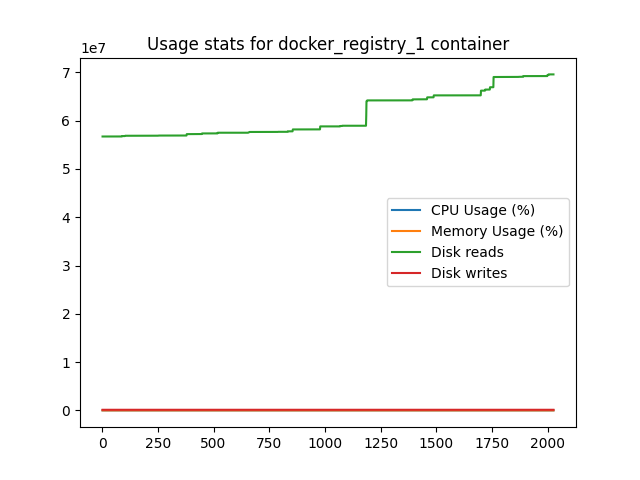 Usage stats for docker_registry_1 container
1e7
7
6
5
4
3
2
1
0
CPU Usage (%)
Memory Usage (%)
Disk reads
Disk writes
0 250 500 750 1000 1250 1500 1750 2000